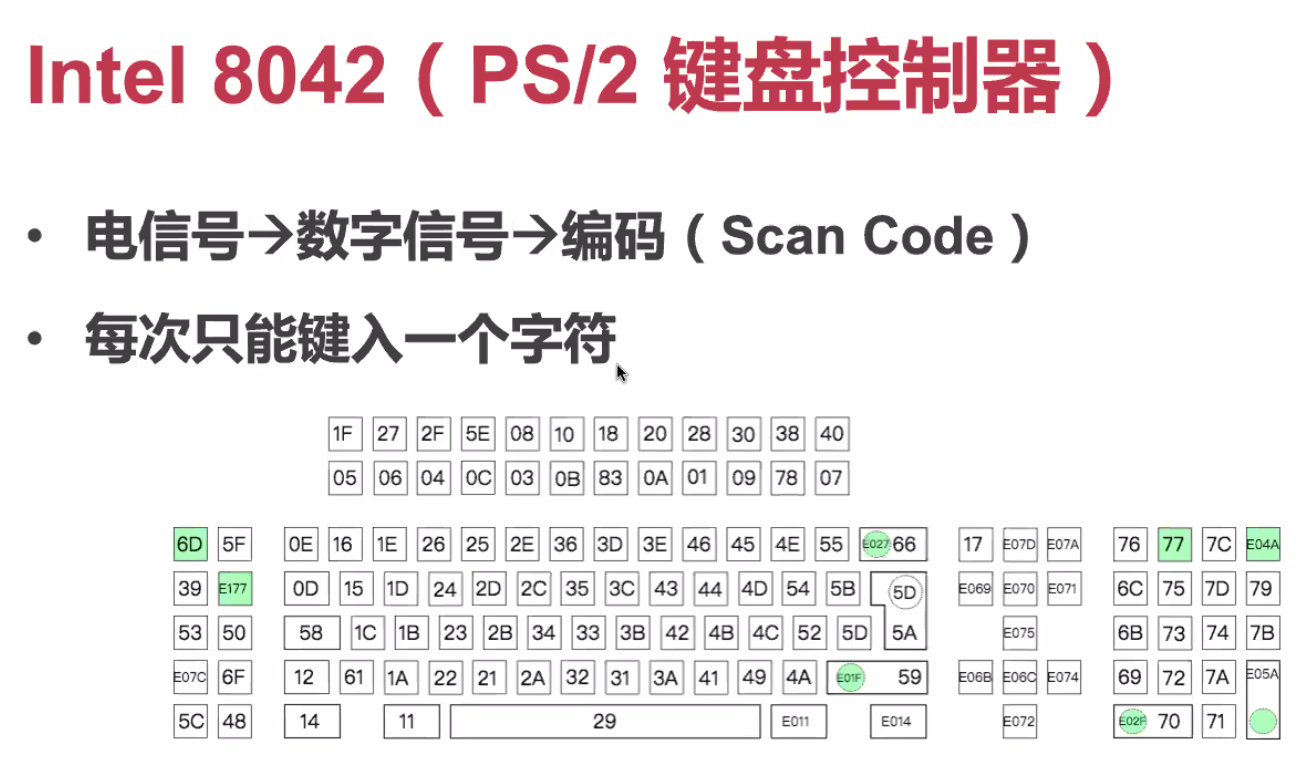 Intel 8042（PS/2 键盘控制器）
• 电信号→数字信号→编码（Scan Code）
• 每次只能键入一个字符
1F 27 2F 5E 08 10 18 20 28 30 38 40
05 06 04 0C 03 0B 83 0A 01 09 78 07
6D 5F 0E 16 1E 26 25 2E 36 3D 3E 46 45 4E 55 E027 66 17 E07D E07A 76 77 7C E04A
39 E177 0D 15 1D 24 2D 2C 35 3C 43 44 4D 54 5B 5D E069 E070 E071 6C 75 7D 79
53 50 58 1C 1B 23 2B 34 33 3B 42 4B 4C 52 5D 5A E075 6B 73 74 7B
E07C 6F 12 61 1A 22 21 2A 32 31 3A 41 49 4A E01F 59 E06B E06C E074 69 72 7A E05A
5C 48 14 11 29 E011 E014 E072 E02F 70 71